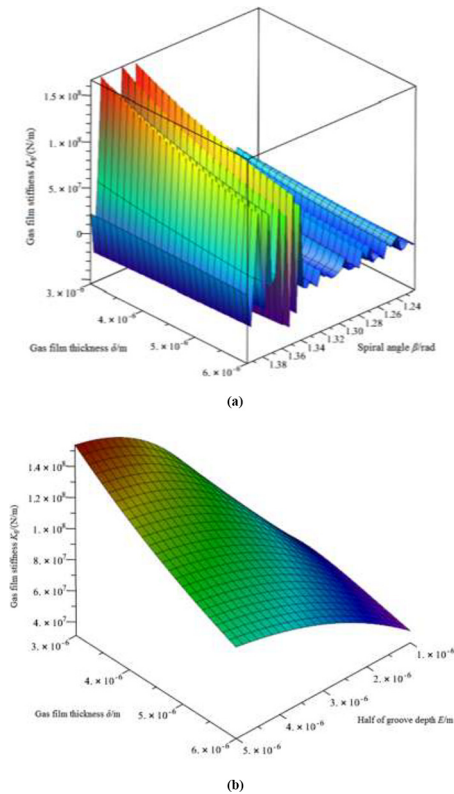 1.5 × 10⁸
1.0 × 10⁸
5. × 10⁷
0
Gas film stiffness Kg/(N/m)
3. × 10⁻⁶
4. × 10⁻⁶
5. × 10⁻⁶
6. × 10⁻⁶
Gas film thickness δ/m
1.38
1.36
1.34
1.32
1.30
1.28
1.26
1.24
Spiral angle β/rad
(a)
1.4 × 10⁸
1.2 × 10⁸
1. × 10⁸
8. × 10⁷
6. × 10⁷
4. × 10⁷
Gas film stiffness Kg/(N/m)
3. × 10⁻⁶
4. × 10⁻⁶
5. × 10⁻⁶
6. × 10⁻⁶
Gas film thickness δ/m
5. × 10⁻⁶
4. × 10⁻⁶
3. × 10⁻⁶
2. × 10⁻⁶
1. × 10⁻⁶
Half of groove depth E/m
(b)